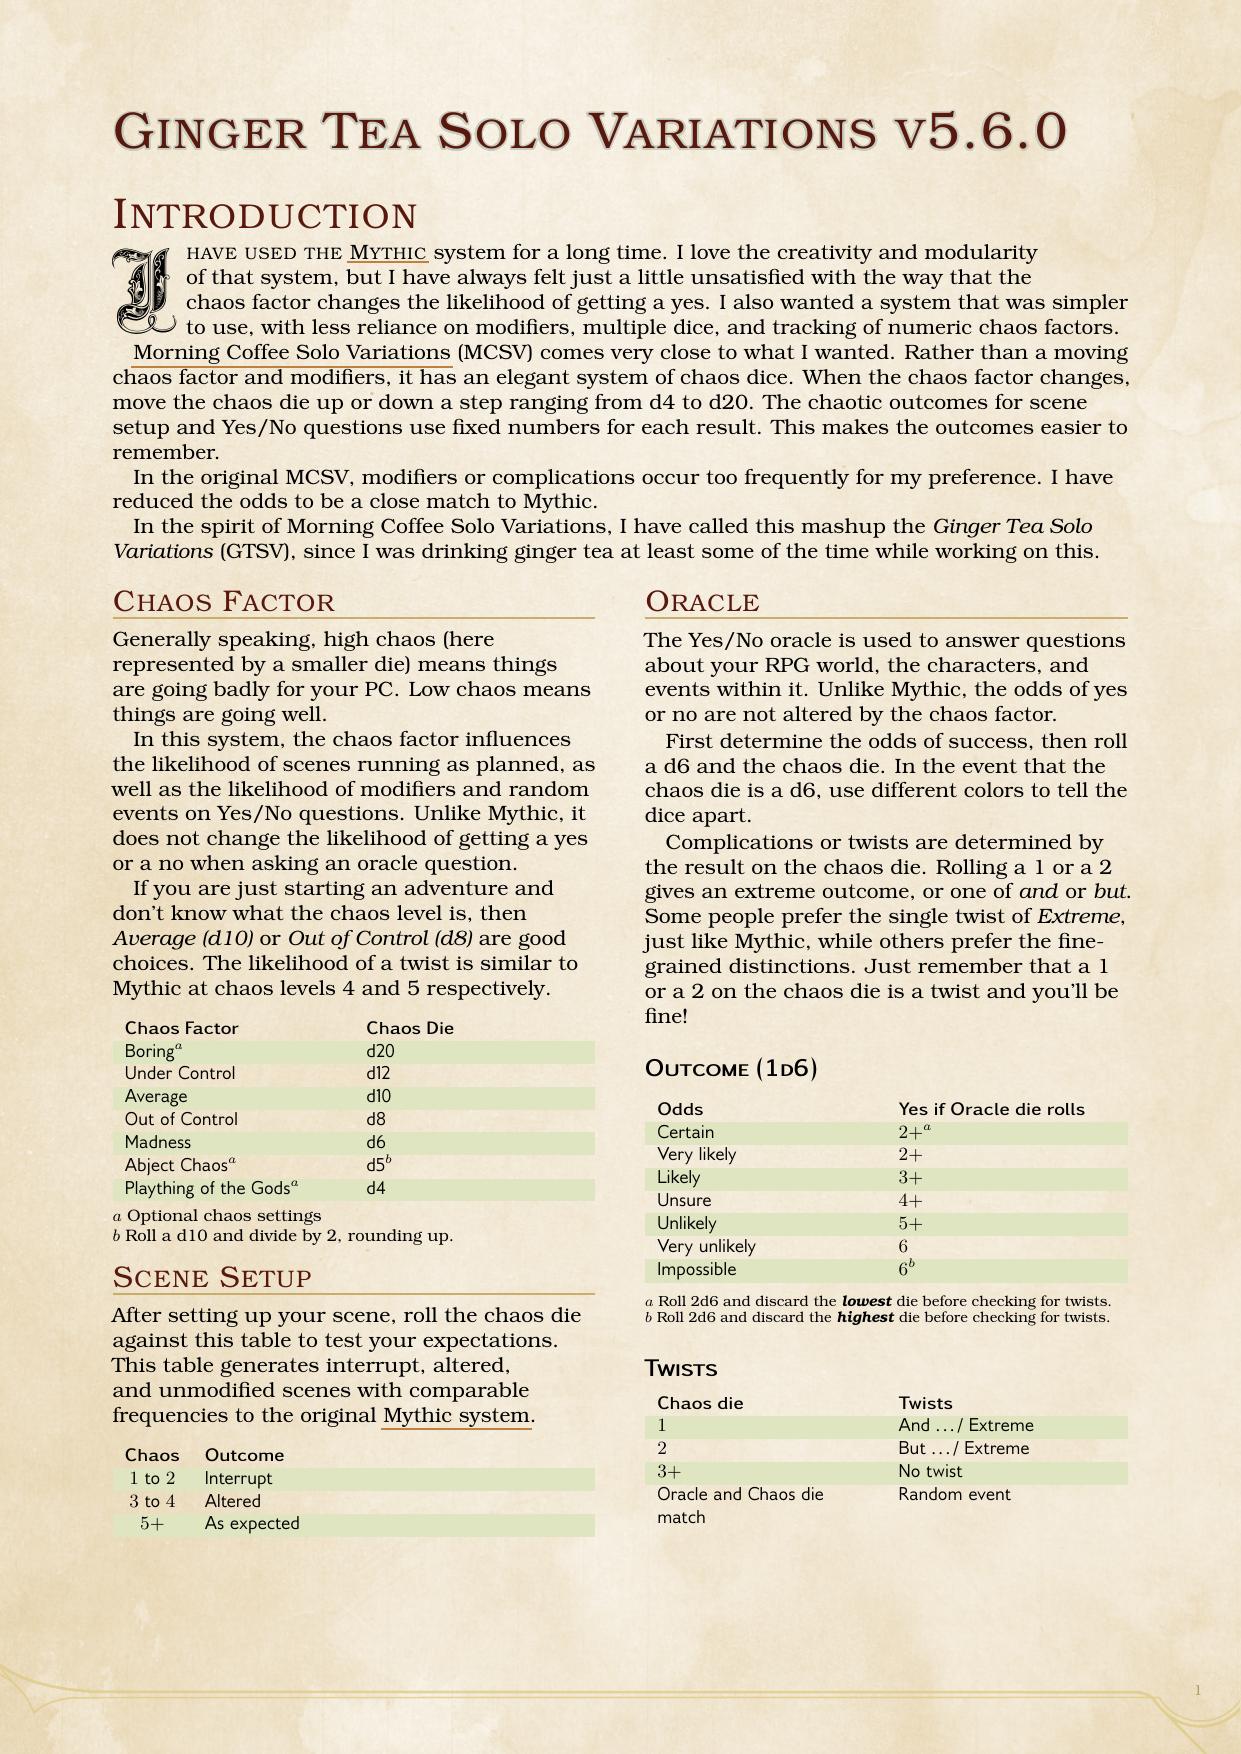 GINGER TEA SOLO VARIATIONS V5.6.0
INTRODUCTION
I HAVE USED THE MYTHIC system for a long time. I love the creativity and modularity
of that system, but I have always felt just a little unsatisfied with the way that the
chaos factor changes the likelihood of getting a yes. I also wanted a system that was simpler
to use, with less reliance on modifiers, multiple dice, and tracking of numeric chaos factors.
Morning Coffee Solo Variations (MCSV) comes very close to what I wanted. Rather than a moving
chaos factor and modifiers, it has an elegant system of chaos dice. When the chaos factor changes,
move the chaos die up or down a step ranging from d4 to d20. The chaotic outcomes for scene
setup and Yes/No questions use fixed numbers for each result. This makes the outcomes easier to
remember.
In the original MCSV, modifiers or complications occur too frequently for my preference. I have
reduced the odds to be a close match to Mythic.
In the spirit of Morning Coffee Solo Variations, I have called this mashup the Ginger Tea Solo
Variations (GTSV), since I was drinking ginger tea at least some of the time while working on this.
CHAOS FACTOR
Generally speaking, high chaos (here
represented by a smaller die) means things
are going badly for your PC. Low chaos means
things are going well.
In this system, the chaos factor influences
the likelihood of scenes running as planned, as
well as the likelihood of modifiers and random
events on Yes/No questions. Unlike Mythic, it
does not change the likelihood of getting a yes
or a no when asking an oracle question.
If you are just starting an adventure and
don't know what the chaos level is, then
Average (d10) or Out of Control (d8) are good
choices. The likelihood of a twist is similar to
Mythic at chaos levels 4 and 5 respectively.
Chaos Factor Chaos Die
Boring^a d20
Under Control d12
Average d10
Out of Control d8
Madness d6
Abject Chaos^a d5^b
Plaything of the Gods^a d4
a Optional chaos settings
b Roll a d10 and divide by 2, rounding up.
SCENE SETUP
After setting up your scene, roll the chaos die
against this table to test your expectations.
This table generates interrupt, altered,
and unmodified scenes with comparable
frequencies to the original Mythic system.
Chaos Outcome
1 to 2 Interrupt
3 to 4 Altered
5+ As expected
ORACLE
The Yes/No oracle is used to answer questions
about your RPG world, the characters, and
events within it. Unlike Mythic, the odds of yes
or no are not altered by the chaos factor.
First determine the odds of success, then roll
a d6 and the chaos die. In the event that the
chaos die is a d6, use different colors to tell the
dice apart.
Complications or twists are determined by
the result on the chaos die. Rolling a 1 or a 2
gives an extreme outcome, or one of and or but.
Some people prefer the single twist of Extreme,
just like Mythic, while others prefer the fine-
grained distinctions. Just remember that a 1
or a 2 on the chaos die is a twist and you'll be
fine!
OUTCOME (1D6)
Odds Yes if Oracle die rolls
Certain 2+^a
Very likely 2+
Likely 3+
Unsure 4+
Unlikely 5+
Very unlikely 6
Impossible 6^b
a Roll 2d6 and discard the lowest die before checking for twists.
b Roll 2d6 and discard the highest die before checking for twists.
TWISTS
Chaos die Twists
1 And .../ Extreme
2 But .../ Extreme
3+ No twist
Oracle and Chaos die Random event
match
1